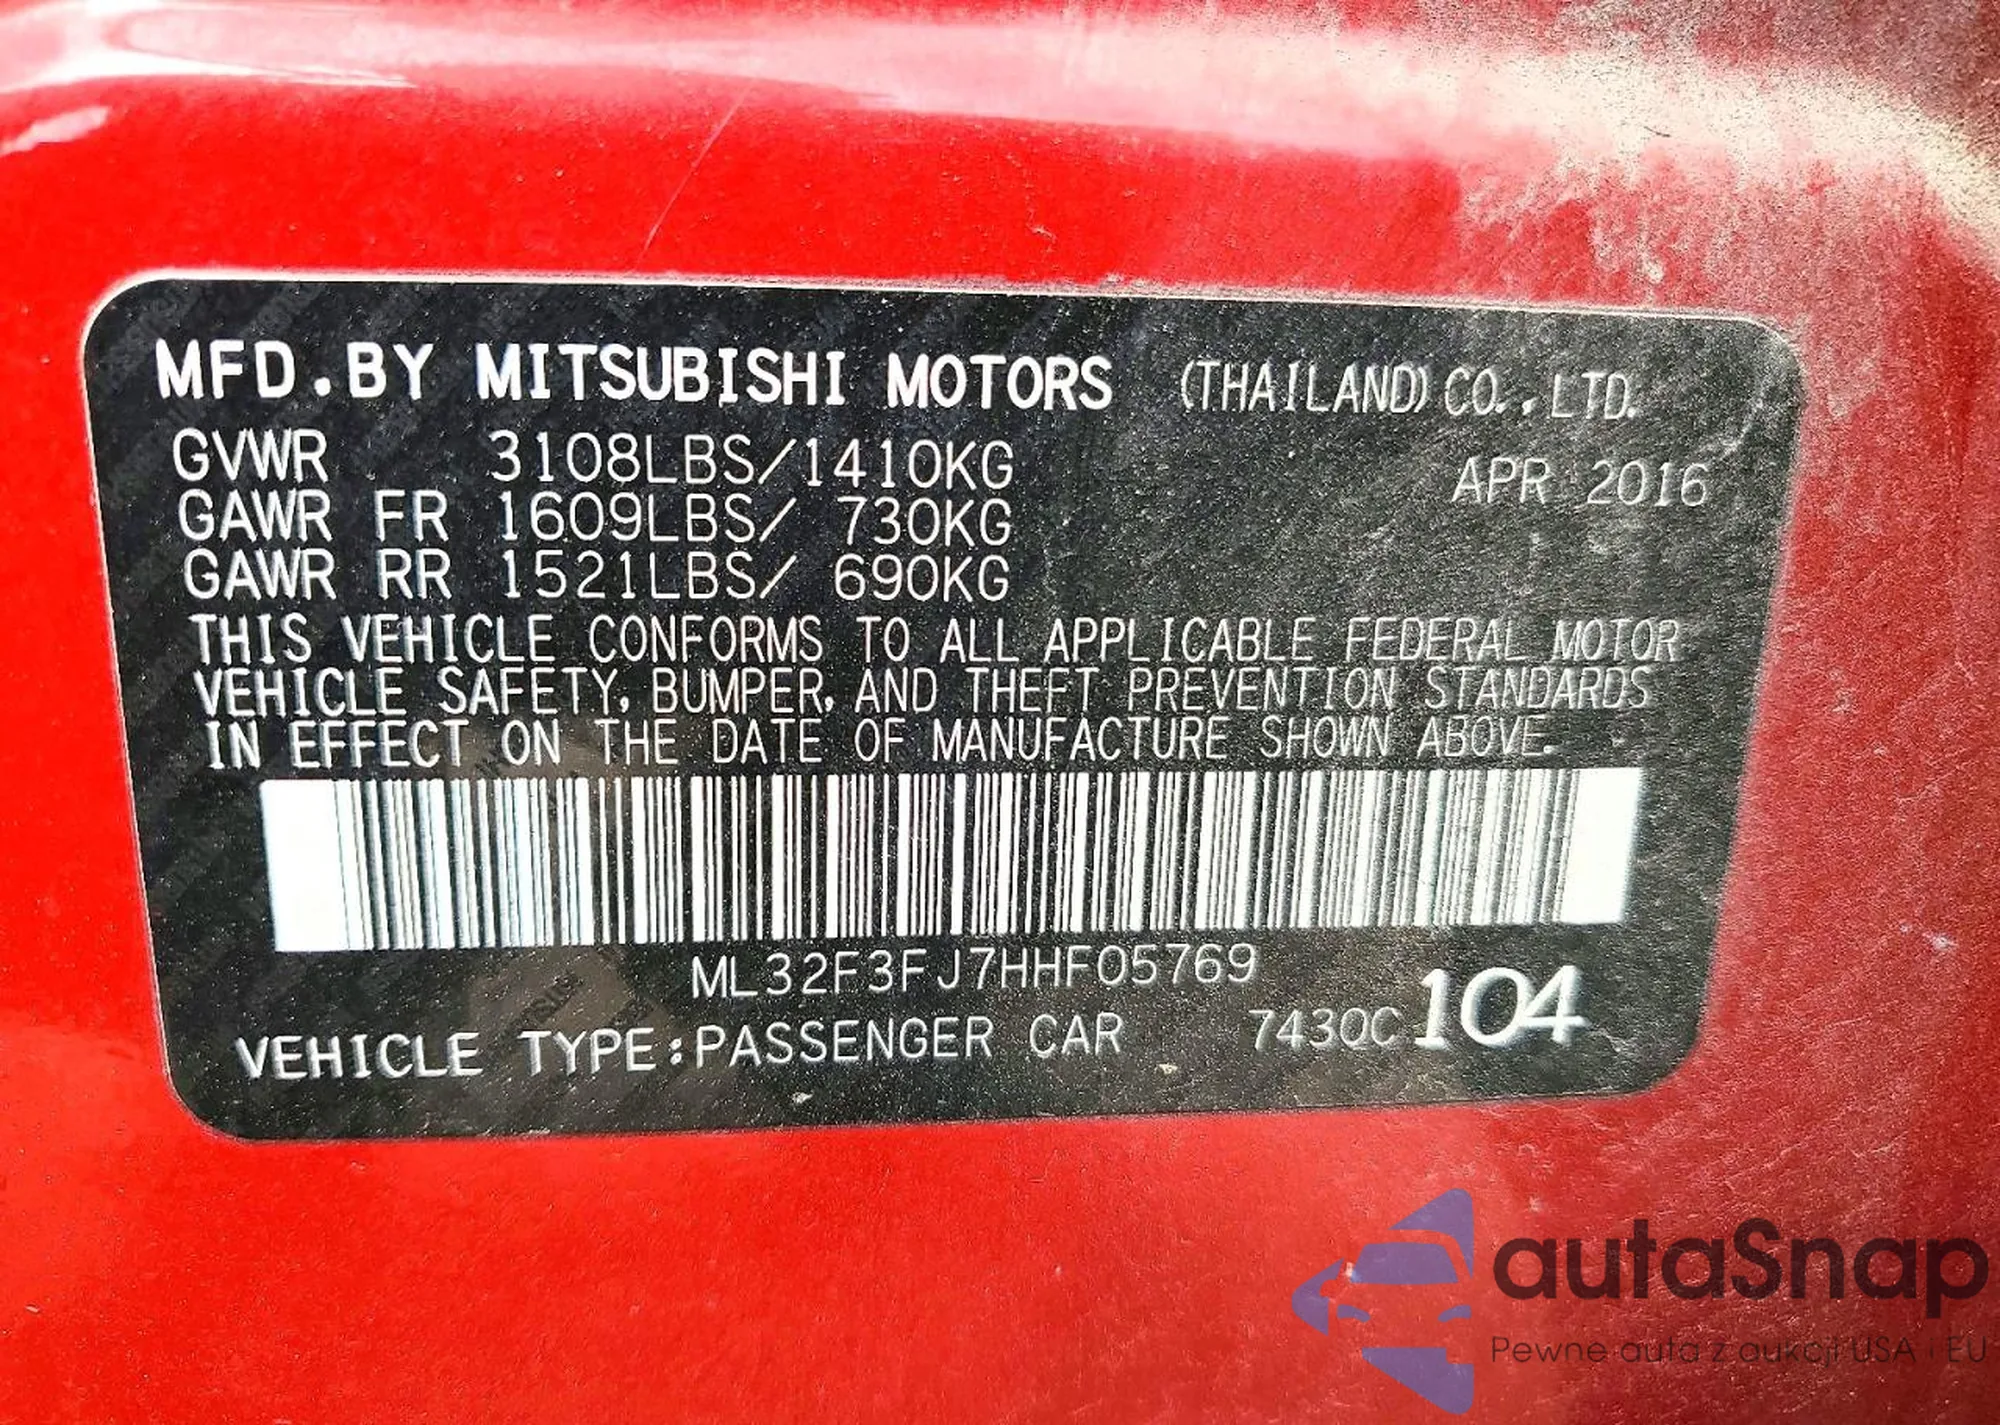 MFD.BY MITSUBISHI MOTORS (THAILAND) CO.,LTD.
GVWR 3108LBS/1410KG APR 2016
GAWR FR 1609LBS/ 730KG
GAWR RR 1521LBS/ 690KG
THIS VEHICLE CONFORMS TO ALL APPLICABLE FEDERAL MOTOR
VEHICLE SAFETY, BUMPER, AND THEFT PREVENTION STANDARDS
IN EFFECT ON THE DATE OF MANUFACTURE SHOWN ABOVE.
ML32F3FJ7HHF05769
VEHICLE TYPE:PASSENGER CAR 7430C 104
autaSnap
Pewne auta z aukcji USA i EU